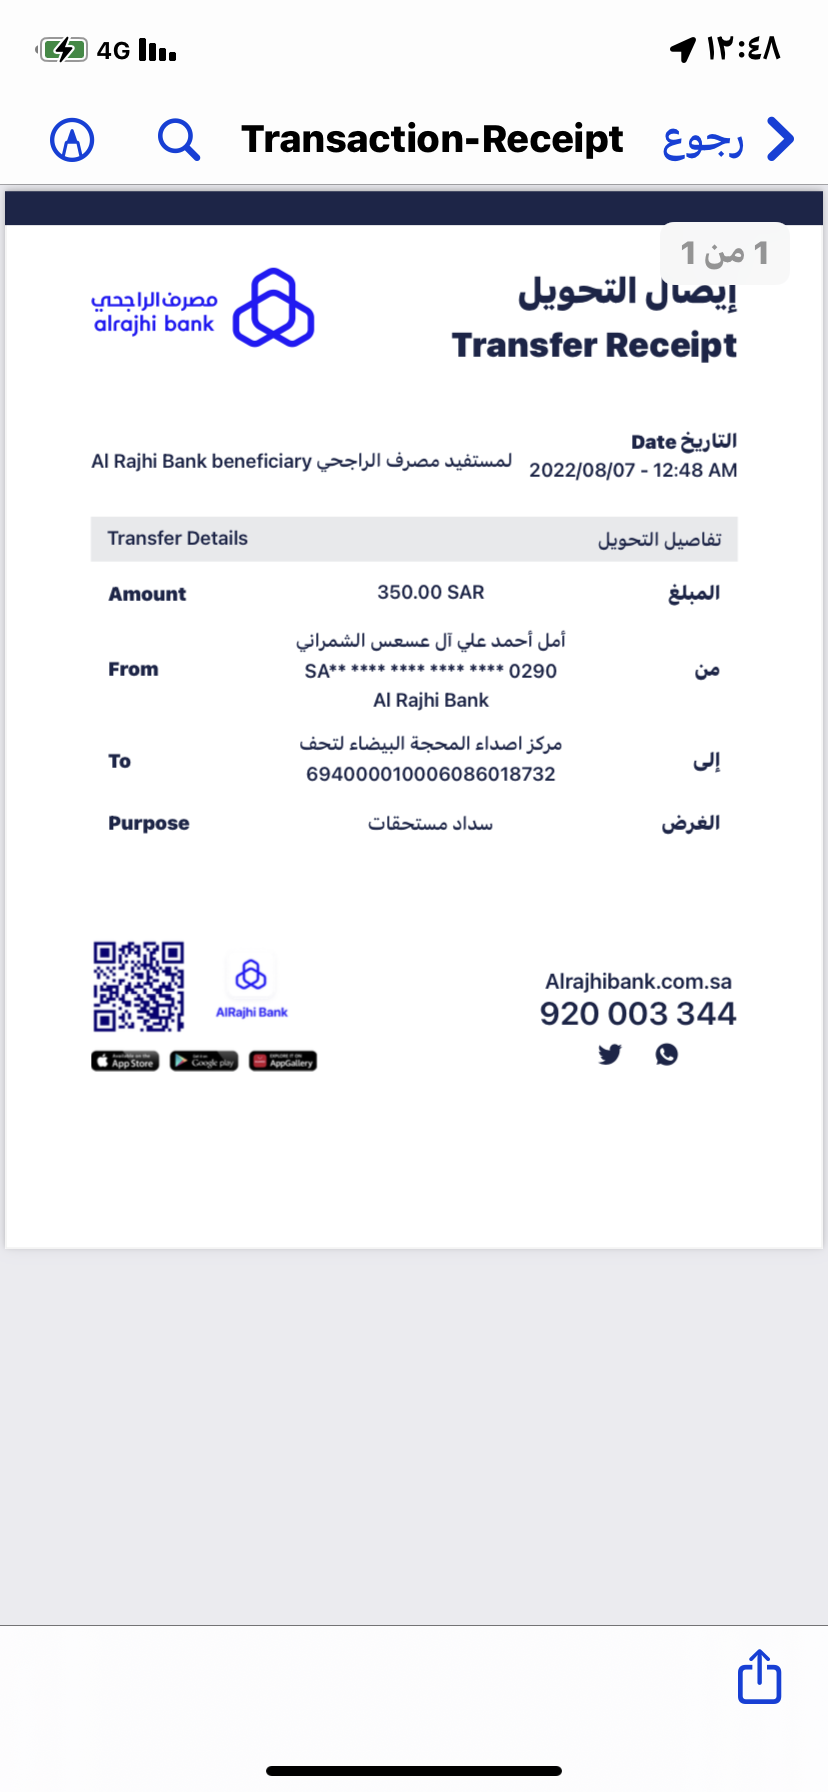 4G ١٢:٤٨
Transaction-Receipt رجوع
1 من 1
مصرف الراجحي
alrajhi bank
إيصال التحويل
Transfer Receipt
التاريخ Date
2022/08/07 - 12:48 AM
لمستفيد مصرف الراجحي Al Rajhi Bank beneficiary
Transfer Details تفاصيل التحويل
Amount 350.00 SAR المبلغ
أمل أحمد علي آل عسعس الشمراني
From SA** **** **** **** **** 0290 من
Al Rajhi Bank
مركز اصداء المحجة البيضاء لتحف
To إلى
694000010006086018732
Purpose سداد مستحقات الغرض
AlRajhi Bank
Alrajhibank.com.sa
920 003 344
App Store Google play AppGallery